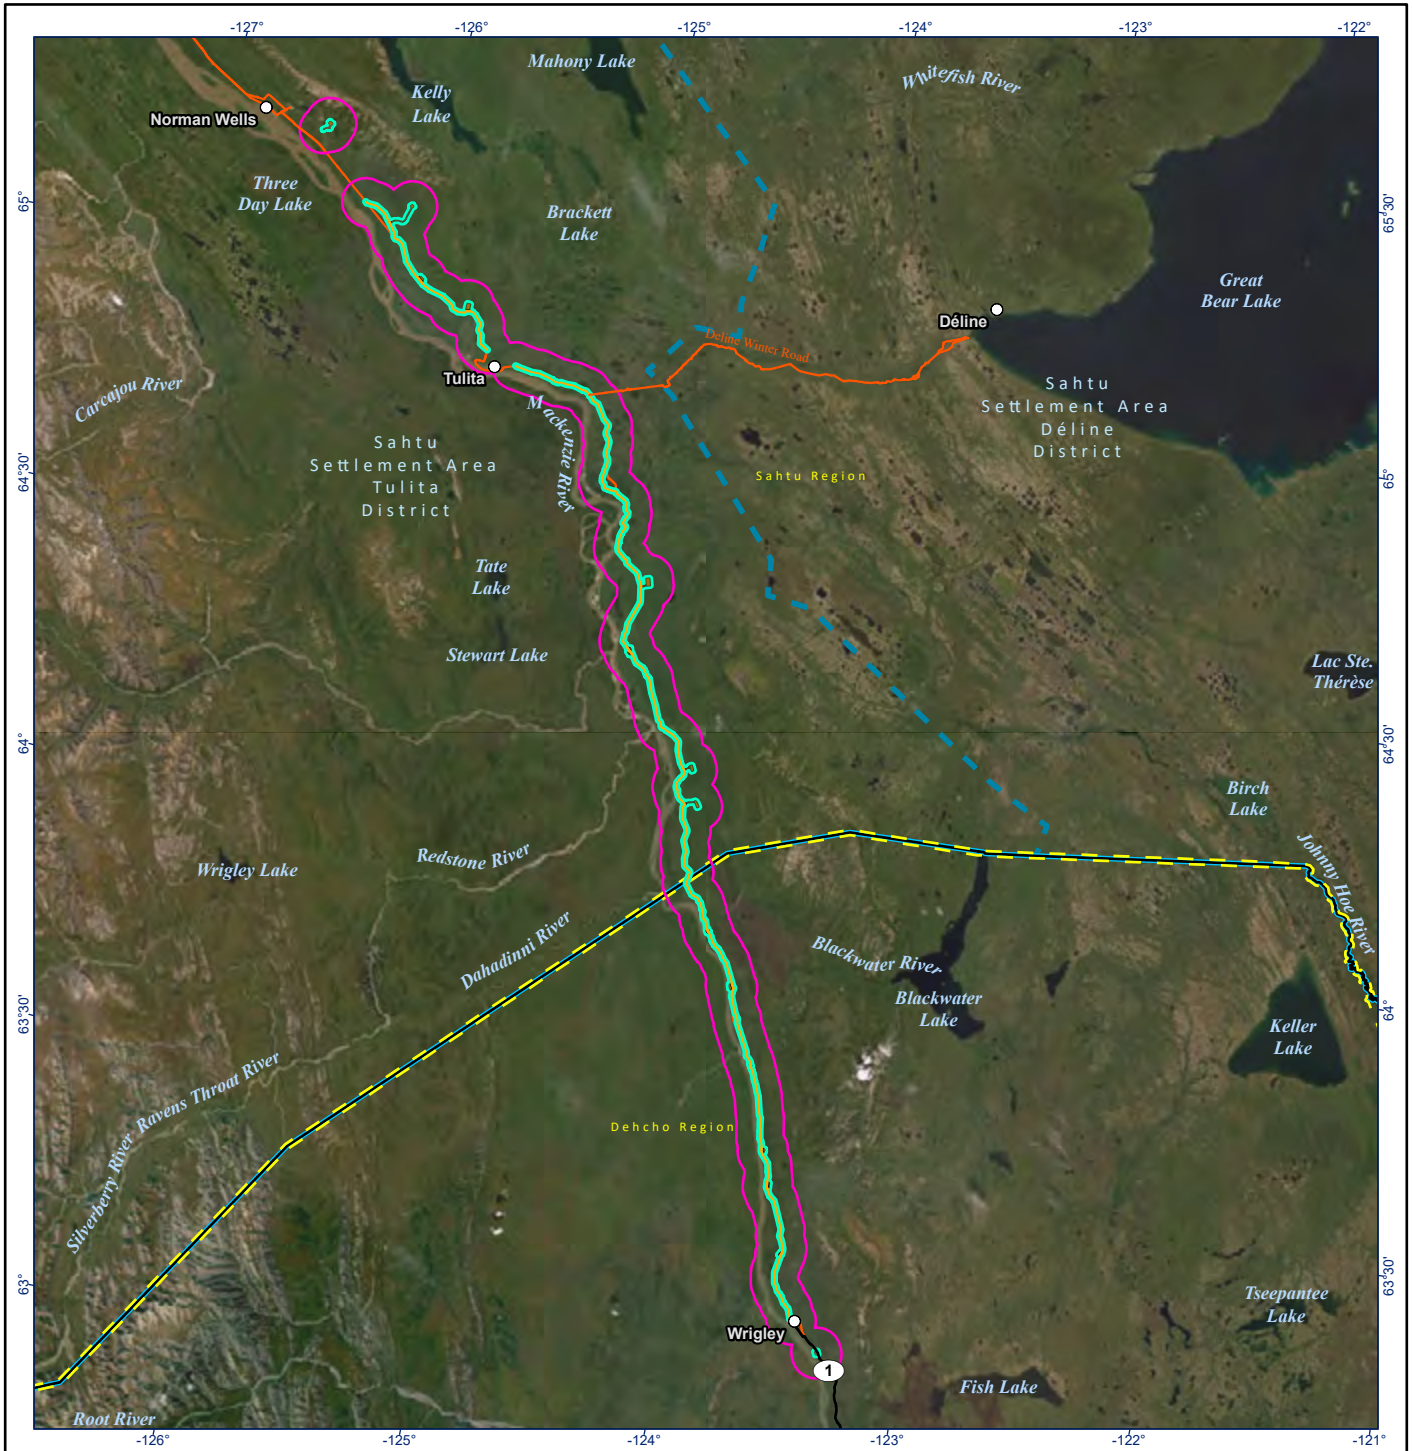 -127°
-126°
-125°
-124°
-123°
-122°
Mahony Lake
Whitefish River
Kelly
Lake
Norman Wells
Three
Day Lake
65°
65°30'
Brackett
Lake
Great
Bear Lake
Déline
Deline Winter Road
Tulita
Carcajou River
Mackenzie River
Sahtu
Settlement Area
Déline
District
Sahtu
Settlement Area
Tulita
District
64°30'
65°
Sahtu Region
Tate
Lake
Stewart Lake
Lac Ste.
Thérèse
64°
64°30'
Birch
Lake
Johnny Hoe River
Redstone River
Wrigley Lake
Dahadinni River
Blackwater River
Blackwater
Lake
63°30'
64°
Keller
Lake
Ravens Throat River
Silverberry River
Dehcho Region
63°
63°30'
Tseepantee
Lake
Wrigley
1
Fish Lake
Root River
-126°
-125°
-124°
-123°
-122°
-121°